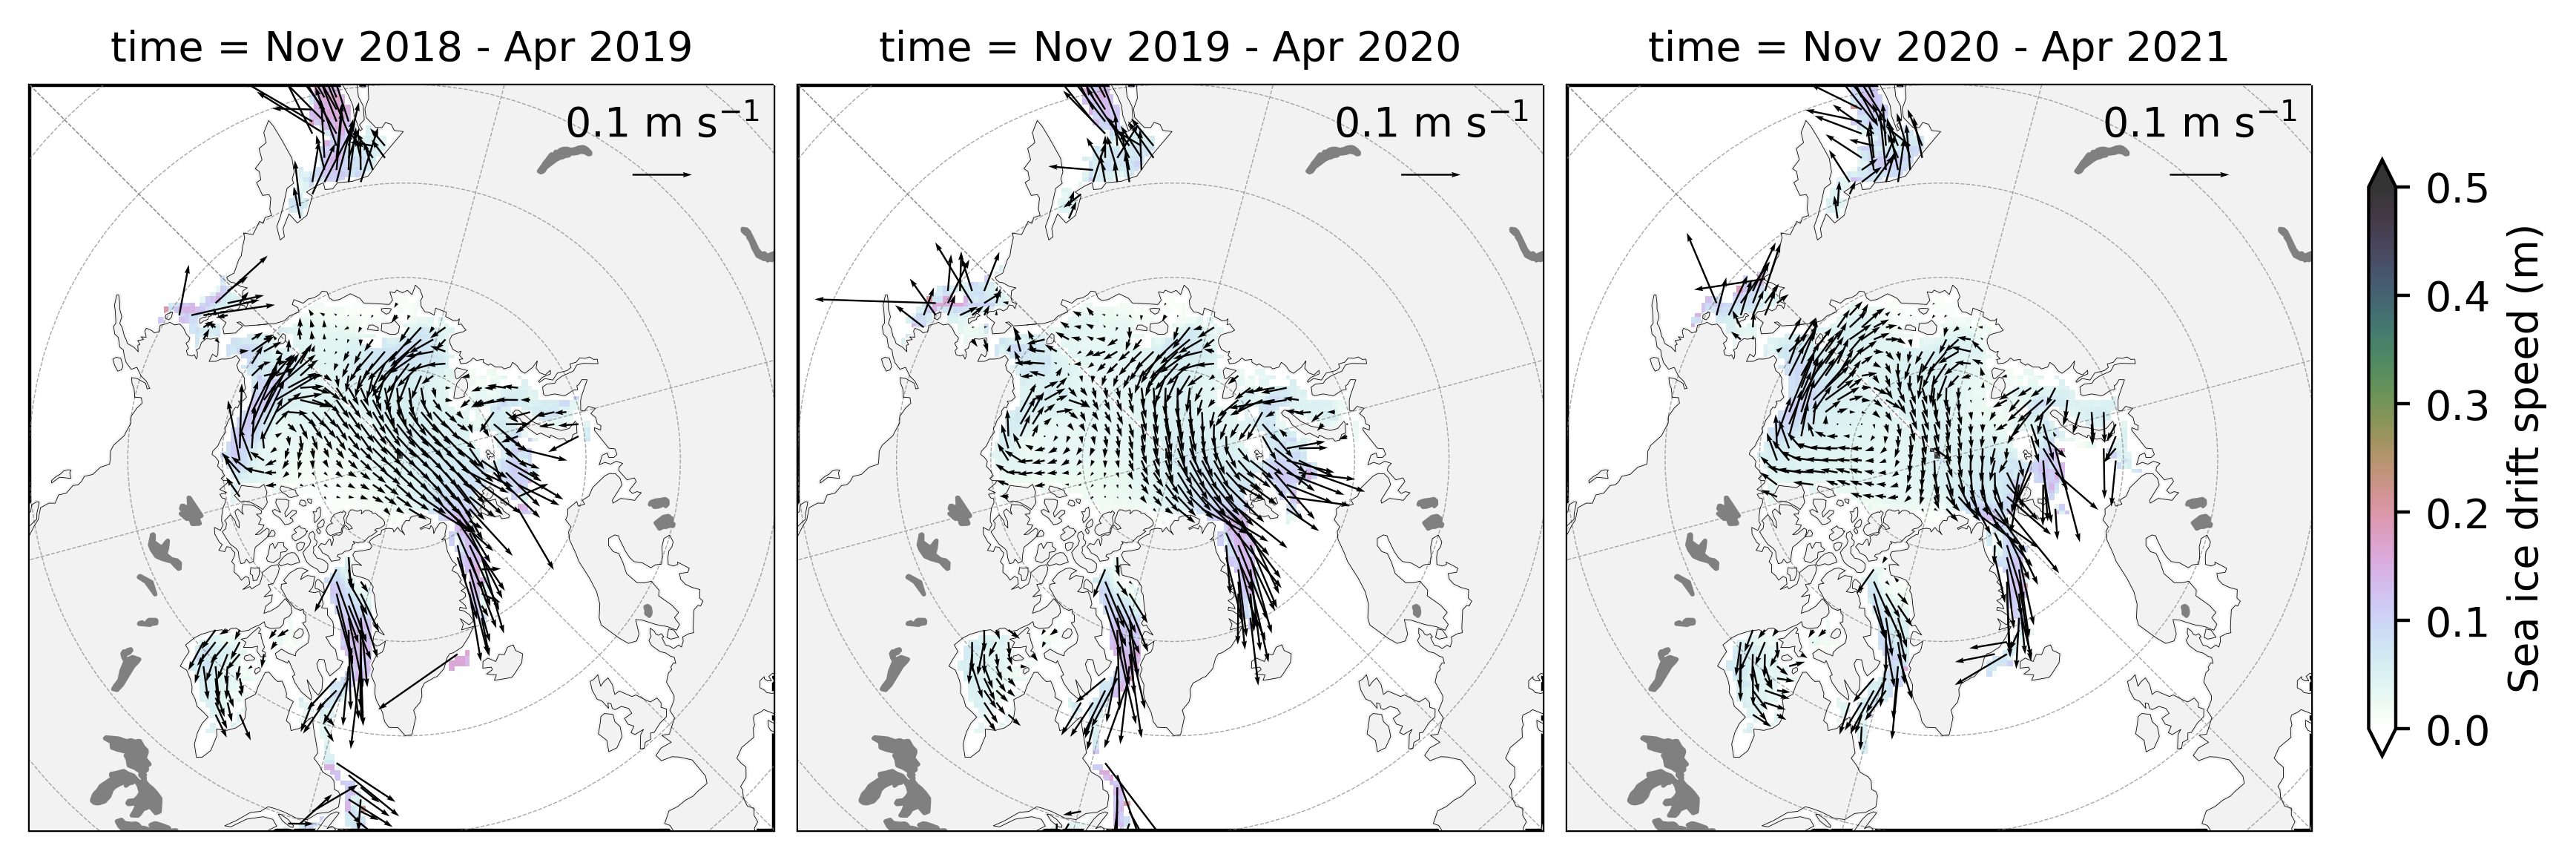 time = Nov 2018 - Apr 2019
time = Nov 2019 - Apr 2020
time = Nov 2020 - Apr 2021
0.1 m s⁻¹
0.1 m s⁻¹
0.1 m s⁻¹
0.5
0.4
0.3
0.2
0.1
0.0
Sea ice drift speed (m)